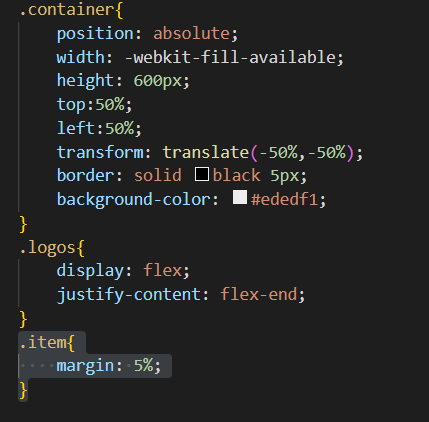 .container{
    position: absolute;
    width: -webkit-fill-available;
    height: 600px;
    top:50%;
    left:50%;
    transform: translate(-50%,-50%);
    border: solid black 5px;
    background-color: #ededf1;
}
.logos{
    display: flex;
    justify-content: flex-end;
}
.item{
    margin: 5%;
}